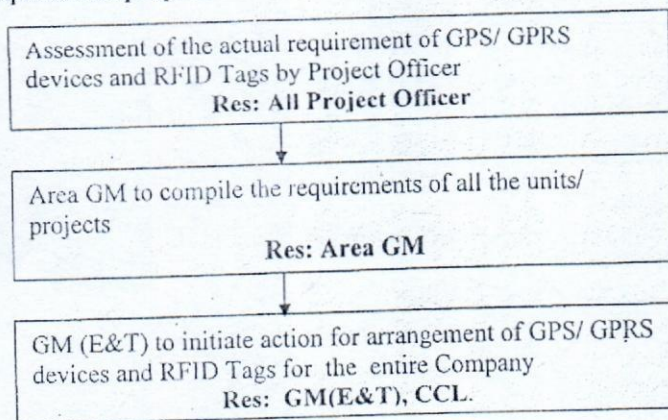 Assessment of the actual requirement of GPS/ GPRS
devices and RFID Tags by Project Officer
Res: All Project Officer
Area GM to compile the requirements of all the units/
projects
Res: Area GM
GM (E&T) to initiate action for arrangement of GPS/ GPRS
devices and RFID Tags for the entire Company
Res: GM(E&T), CCL.